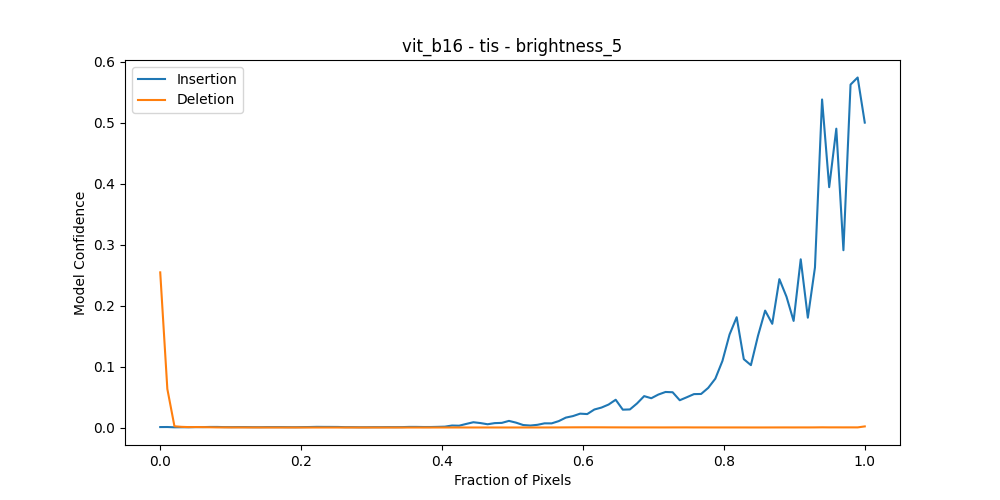 vit_b16 - tis - brightness_5
Insertion
Deletion
Model Confidence
0.6
0.5
0.4
0.3
0.2
0.1
0.0
0.0 0.2 0.4 0.6 0.8 1.0
Fraction of Pixels